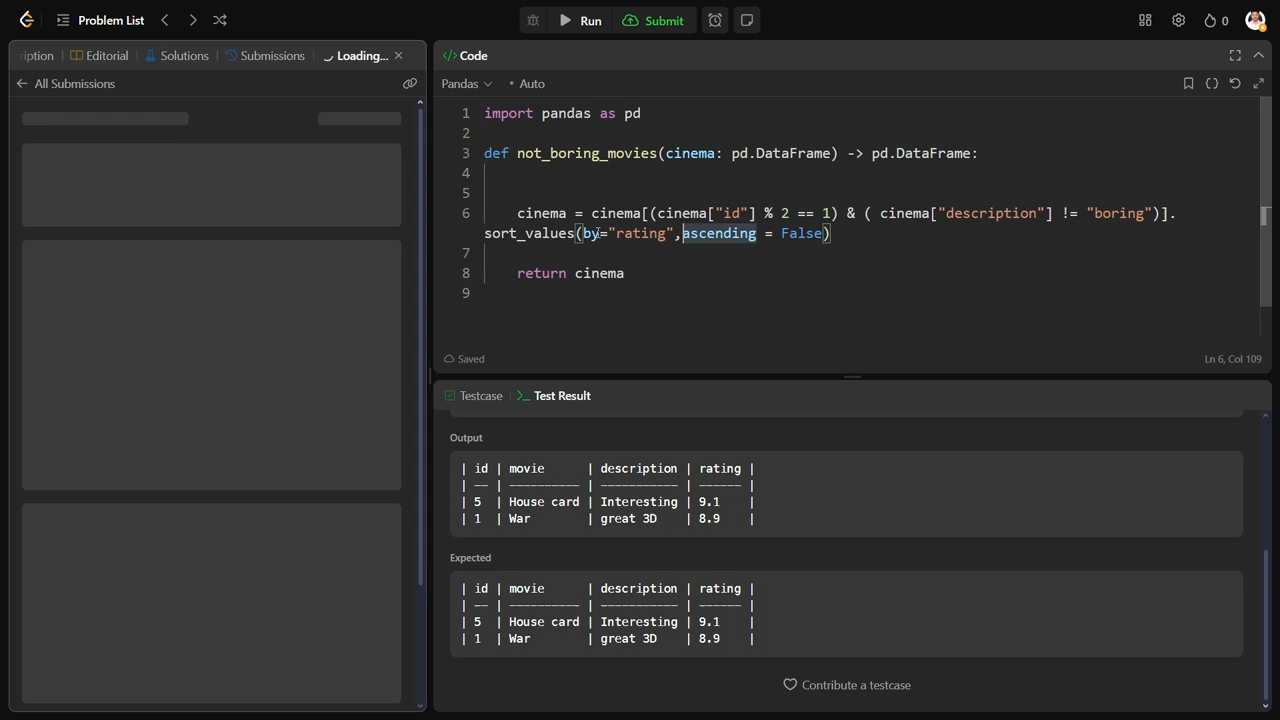 Problem List
Run
Submit
0
ription
Editorial
Solutions
Submissions
Loading...
All Submissions
</> Code
Pandas
• Auto
1 import pandas as pd
2
3 def not_boring_movies(cinema: pd.DataFrame) -> pd.DataFrame:
4
5
6 cinema = cinema[(cinema["id"] % 2 == 1) & ( cinema["description"] != "boring")].
sort_values(by="rating",ascending = False)
7
8 return cinema
9
Saved
Ln 6, Col 109
Testcase
>_ Test Result
Output
| id | movie | description | rating |
| -- | ---------- | ----------- | ------ |
| 5 | House card | Interesting | 9.1 |
| 1 | War | great 3D | 8.9 |
Expected
| id | movie | description | rating |
| -- | ---------- | ----------- | ------ |
| 5 | House card | Interesting | 9.1 |
| 1 | War | great 3D | 8.9 |
Contribute a testcase